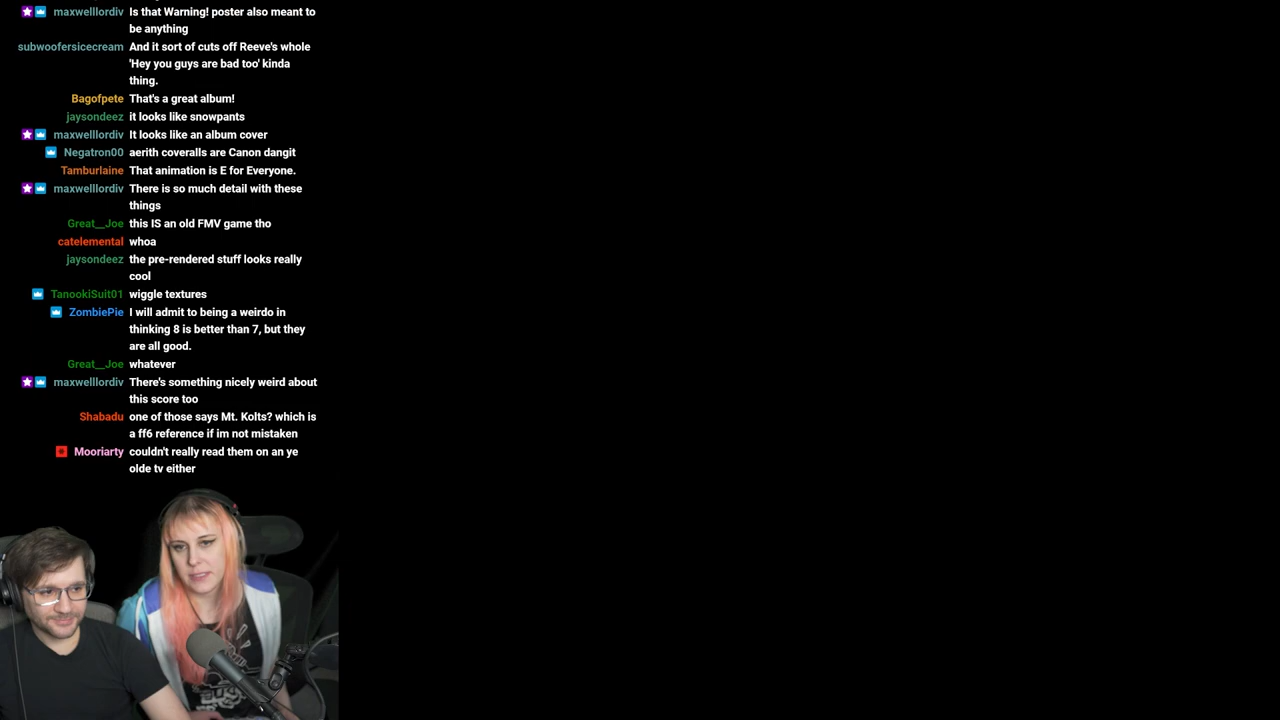 maxwelllordiv Is that Warning! poster also meant to
be anything
subwoofersicecream And it sort of cuts off Reeve's whole
'Hey you guys are bad too' kinda
thing.
Bagofpete That's a great album!
jaysondeez it looks like snowpants
maxwelllordiv It looks like an album cover
Negatron00 aerith coveralls are Canon dangit
Tamburlaine That animation is E for Everyone.
maxwelllordiv There is so much detail with these
things
Great__Joe this IS an old FMV game tho
catelemental whoa
jaysondeez the pre-rendered stuff looks really
cool
TanookiSuit01 wiggle textures
ZombiePie I will admit to being a weirdo in
thinking 8 is better than 7, but they
are all good.
Great__Joe whatever
maxwelllordiv There's something nicely weird about
this score too
Shabadu one of those says Mt. Kolts? which is
a ff6 reference if im not mistaken
Mooriarty couldn't really read them on an ye
olde tv either